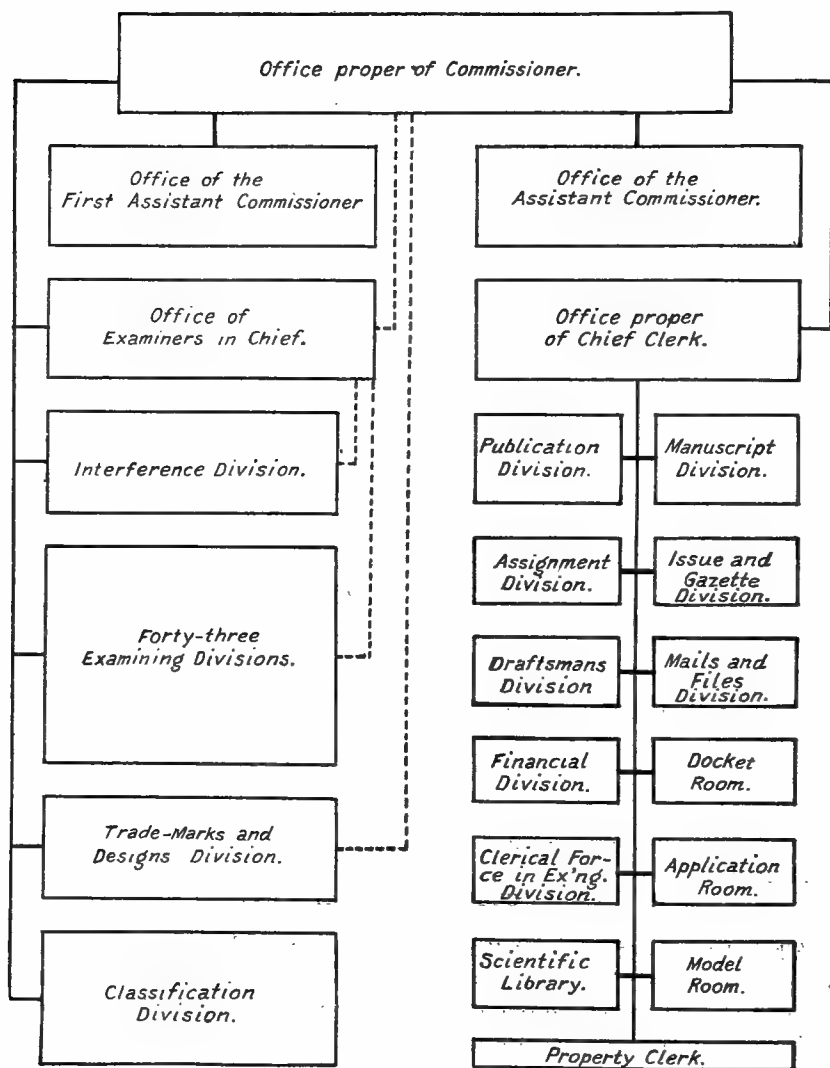 Office proper of Commissioner.
Office of the
First Assistant Commissioner
Office of the
Assistant Commissioner.
Office of
Examiners in Chief.
Office proper
of Chief Clerk.
Interference Division.
Publication
Division.
Manuscript
Division.
Forty-three
Examining Divisions.
Assignment
Division.
Issue and
Gazette
Division.
Draftsmans
Division
Mails and
Files
Division.
Financial
Division.
Docket
Room.
Trade-Marks and
Designs Division.
Clerical For-
ce in Ex'ng.
Division.
Application
Room.
Classification
Division.
Scientific
Library.
Model
Room.
Property Clerk.